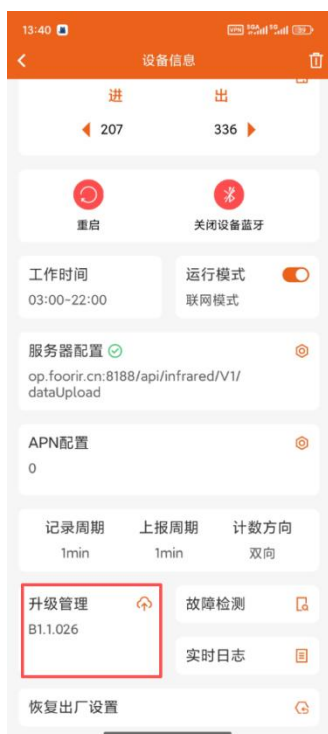 13:40
VPN 5GA 5G 39
设备信息
进 出
207 336
重启 关闭设备蓝牙
工作时间 运行模式
03:00~22:00 联网模式
服务器配置
op.foorir.cn:8188/api/infrared/V1/
dataUpload
APN配置
0
记录周期 上报周期 计数方向
1min 1min 双向
升级管理 故障检测
B1.1.026
实时日志
恢复出厂设置